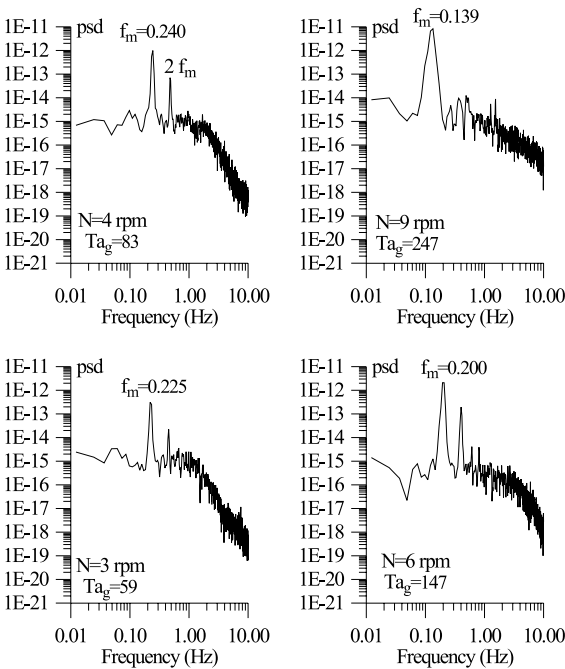 psd
f_m=0.240
2 f_m
1E-11
1E-12
1E-13
1E-14
1E-15
1E-16
1E-17
1E-18
1E-19
1E-20
1E-21
N=4 rpm
Ta_g=83
0.01 0.10 1.00 10.00
Frequency (Hz)
psd
f_m=0.139
1E-11
1E-12
1E-13
1E-14
1E-15
1E-16
1E-17
1E-18
1E-19
1E-20
1E-21
N=9 rpm
Ta_g=247
0.01 0.10 1.00 10.00
Frequency (Hz)
psd
f_m=0.225
1E-11
1E-12
1E-13
1E-14
1E-15
1E-16
1E-17
1E-18
1E-19
1E-20
1E-21
N=3 rpm
Ta_g=59
0.01 0.10 1.00 10.00
Frequency (Hz)
psd
f_m=0.200
1E-11
1E-12
1E-13
1E-14
1E-15
1E-16
1E-17
1E-18
1E-19
1E-20
1E-21
N=6 rpm
Ta_g=147
0.01 0.10 1.00 10.00
Frequency (Hz)